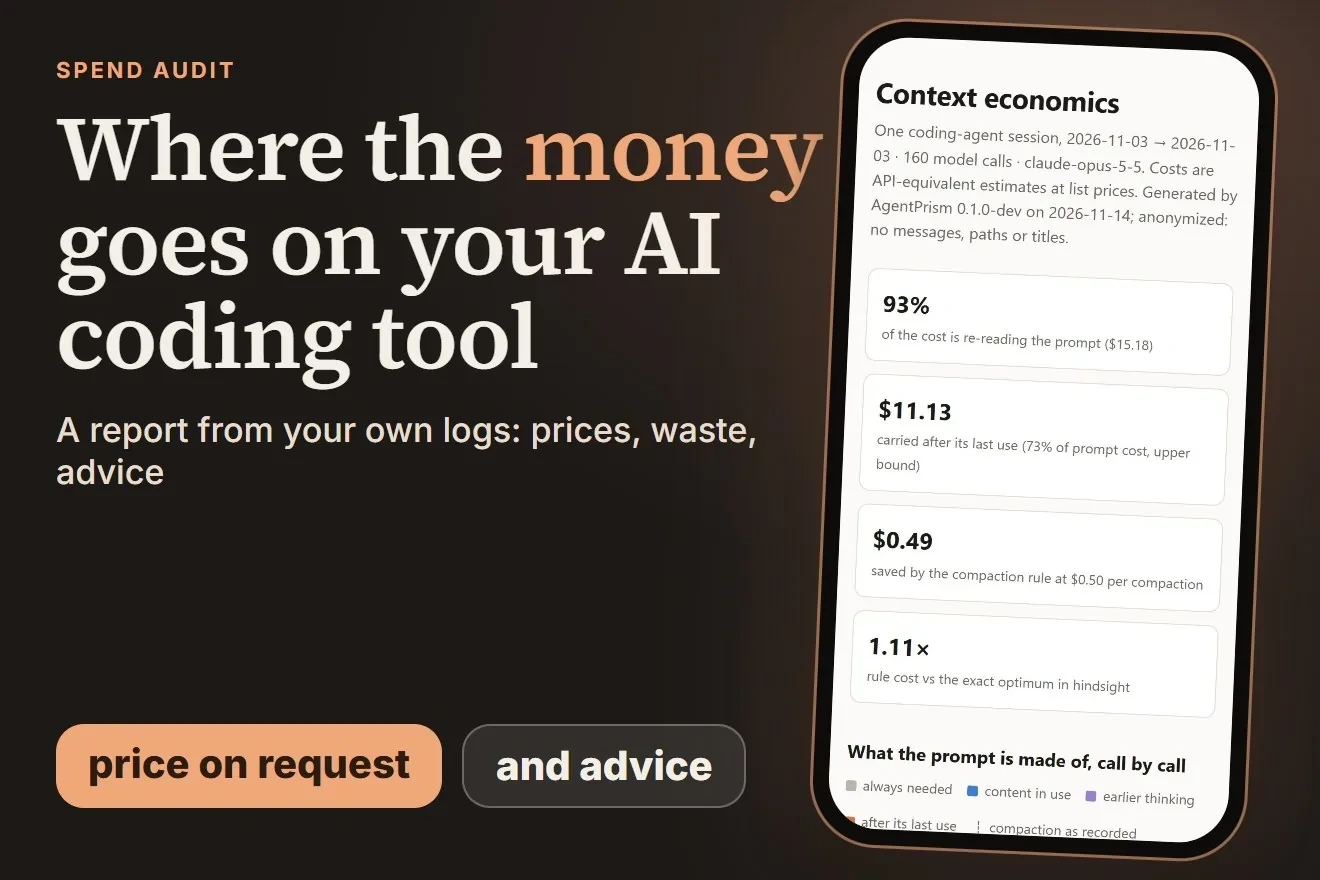 SPEND AUDIT
Where the money
goes on your AI
coding tool
A report from your own logs: prices, waste,
advice
price on request
and advice
Context economics
One coding-agent session, 2026-11-03 → 2026-11-
03 · 160 model calls · claude-opus-5-5. Costs are
API-equivalent estimates at list prices. Generated by
AgentPrism 0.1.0-dev on 2026-11-14; anonymized:
no messages, paths or titles.
93%
of the cost is re-reading the prompt ($15.18)
$11.13
carried after its last use (73% of prompt cost, upper
bound)
$0.49
saved by the compaction rule at $0.50 per compaction
1.11×
rule cost vs the exact optimum in hindsight
What the prompt is made of, call by call
always needed content in use earlier thinking
after its last use compaction as recorded